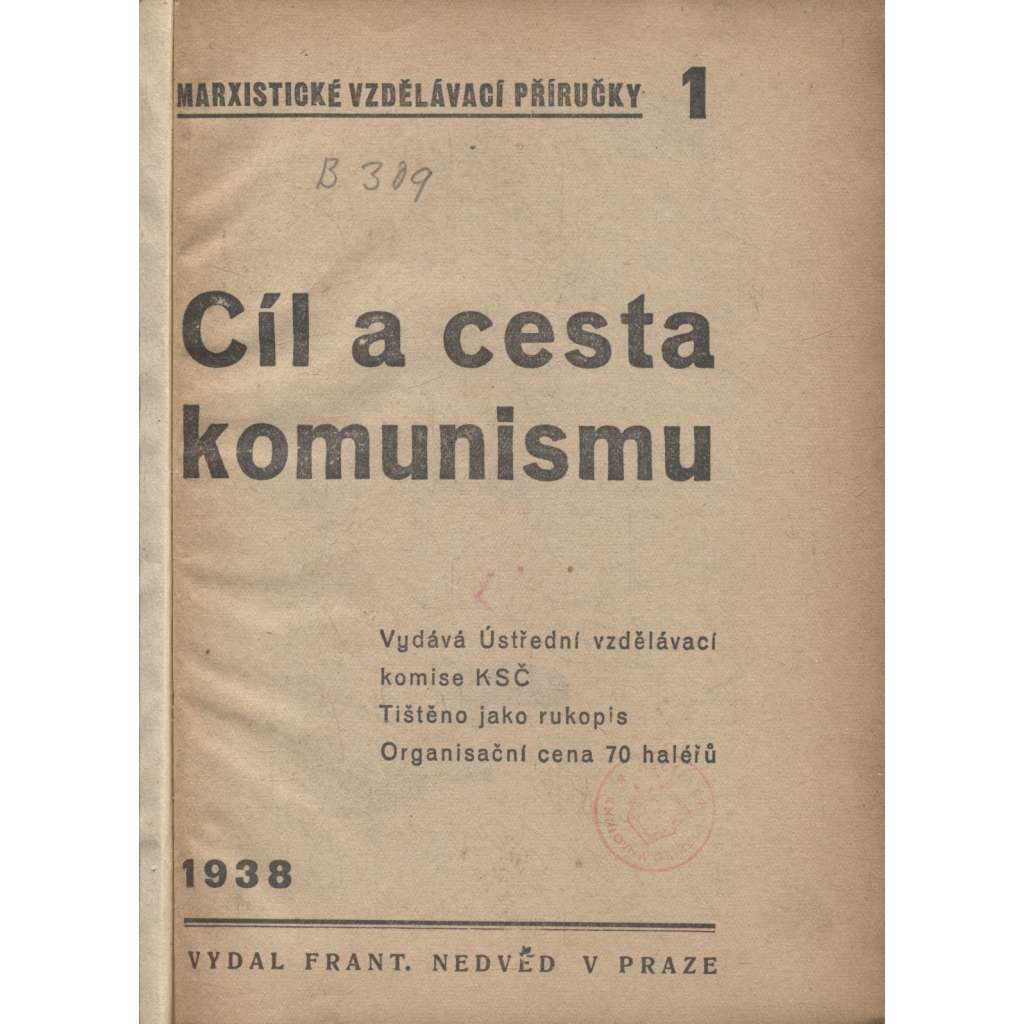 MARXISTICKÉ VZDĚLÁVACÍ PŘÍRUČKY 1
B 309
Cíl a cesta
komunismu
Vydává Ústřední vzdělávací
komise KSČ
Tištěno jako rukopis
Organisační cena 70 haléřů
KNIHOVNA
1938
VYDAL FRANT. NEDVĚD V PRAZE